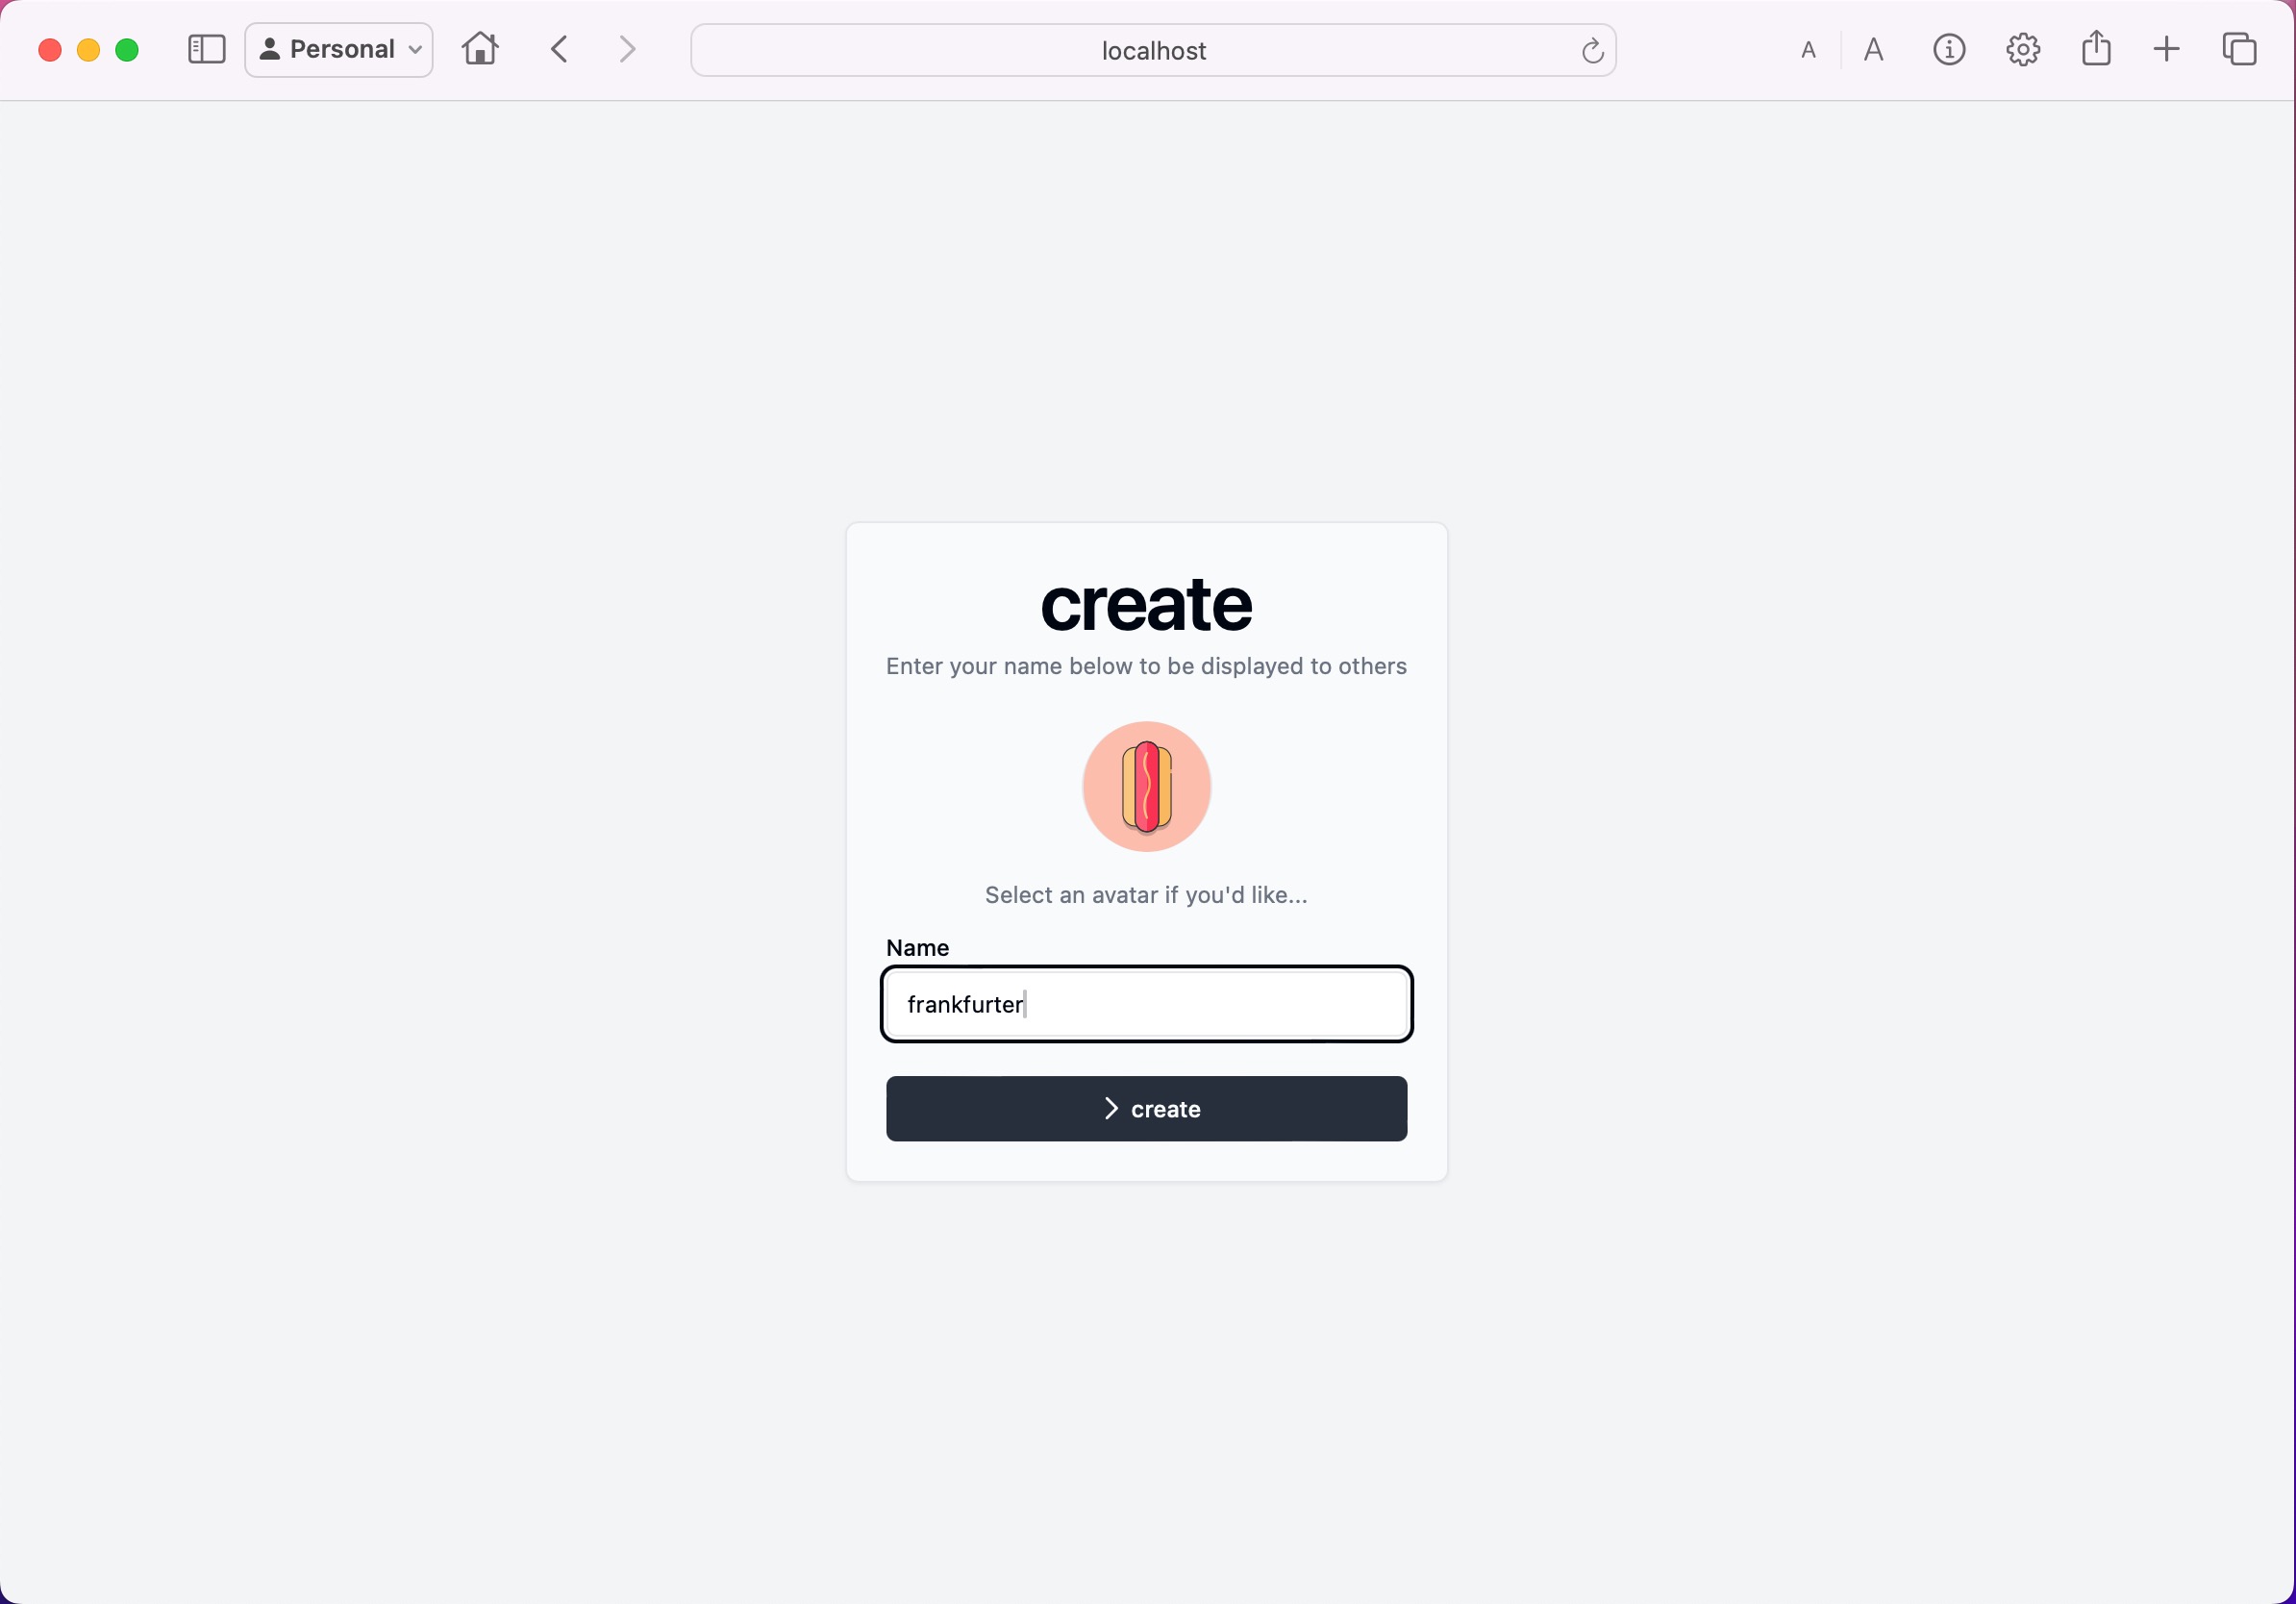 Personal
localhost
A A
create
Enter your name below to be displayed to others
Select an avatar if you'd like...
Name
frankfurter
create